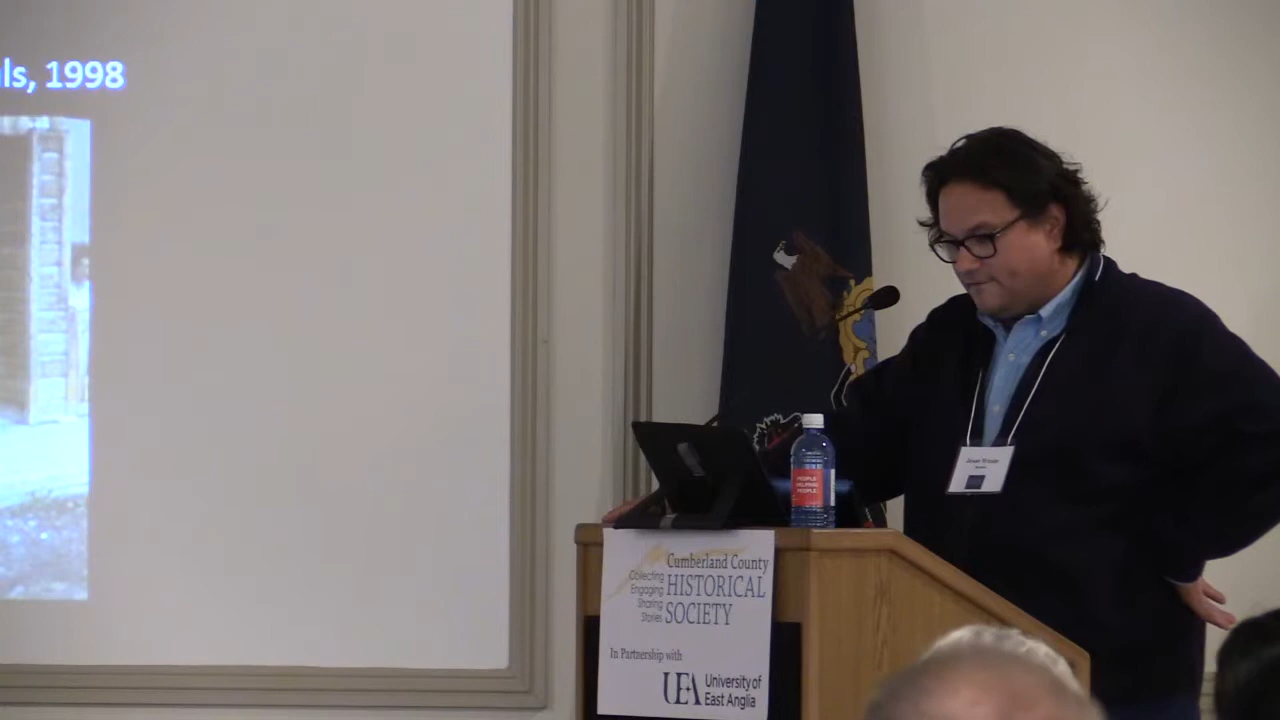 ls, 1998
PEOPLE
HELPING
PEOPLE
Cumberland County
Collecting
Engaging
Sharing
Stories
HISTORICAL
SOCIETY
In Partnership with
UEA University of
East Anglia